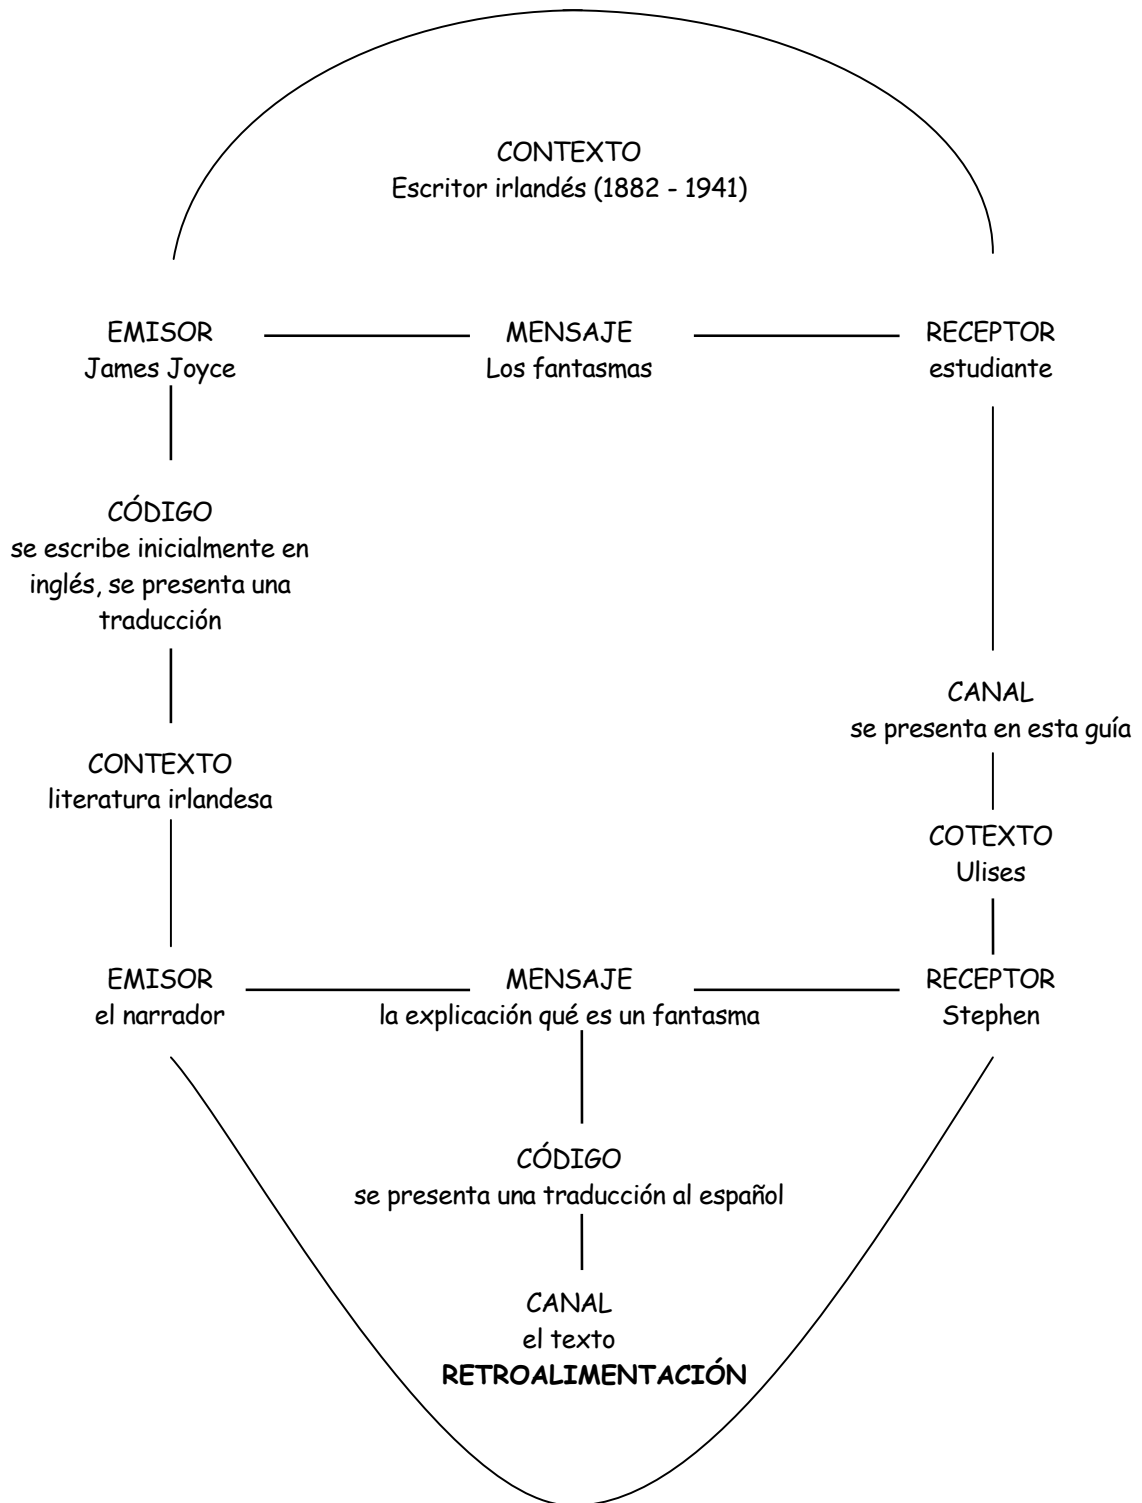 CONTEXTO
Escritor irlandés (1882 - 1941)
EMISOR
James Joyce
MENSAJE
Los fantasmas
RECEPTOR
estudiante
CÓDIGO
se escribe inicialmente en
inglés, se presenta una
traducción
CANAL
se presenta en esta guía
CONTEXTO
literatura irlandesa
COTEXTO
Ulises
EMISOR
el narrador
MENSAJE
la explicación qué es un fantasma
RECEPTOR
Stephen
CÓDIGO
se presenta una traducción al español
CANAL
el texto
RETROALIMENTACIÓN